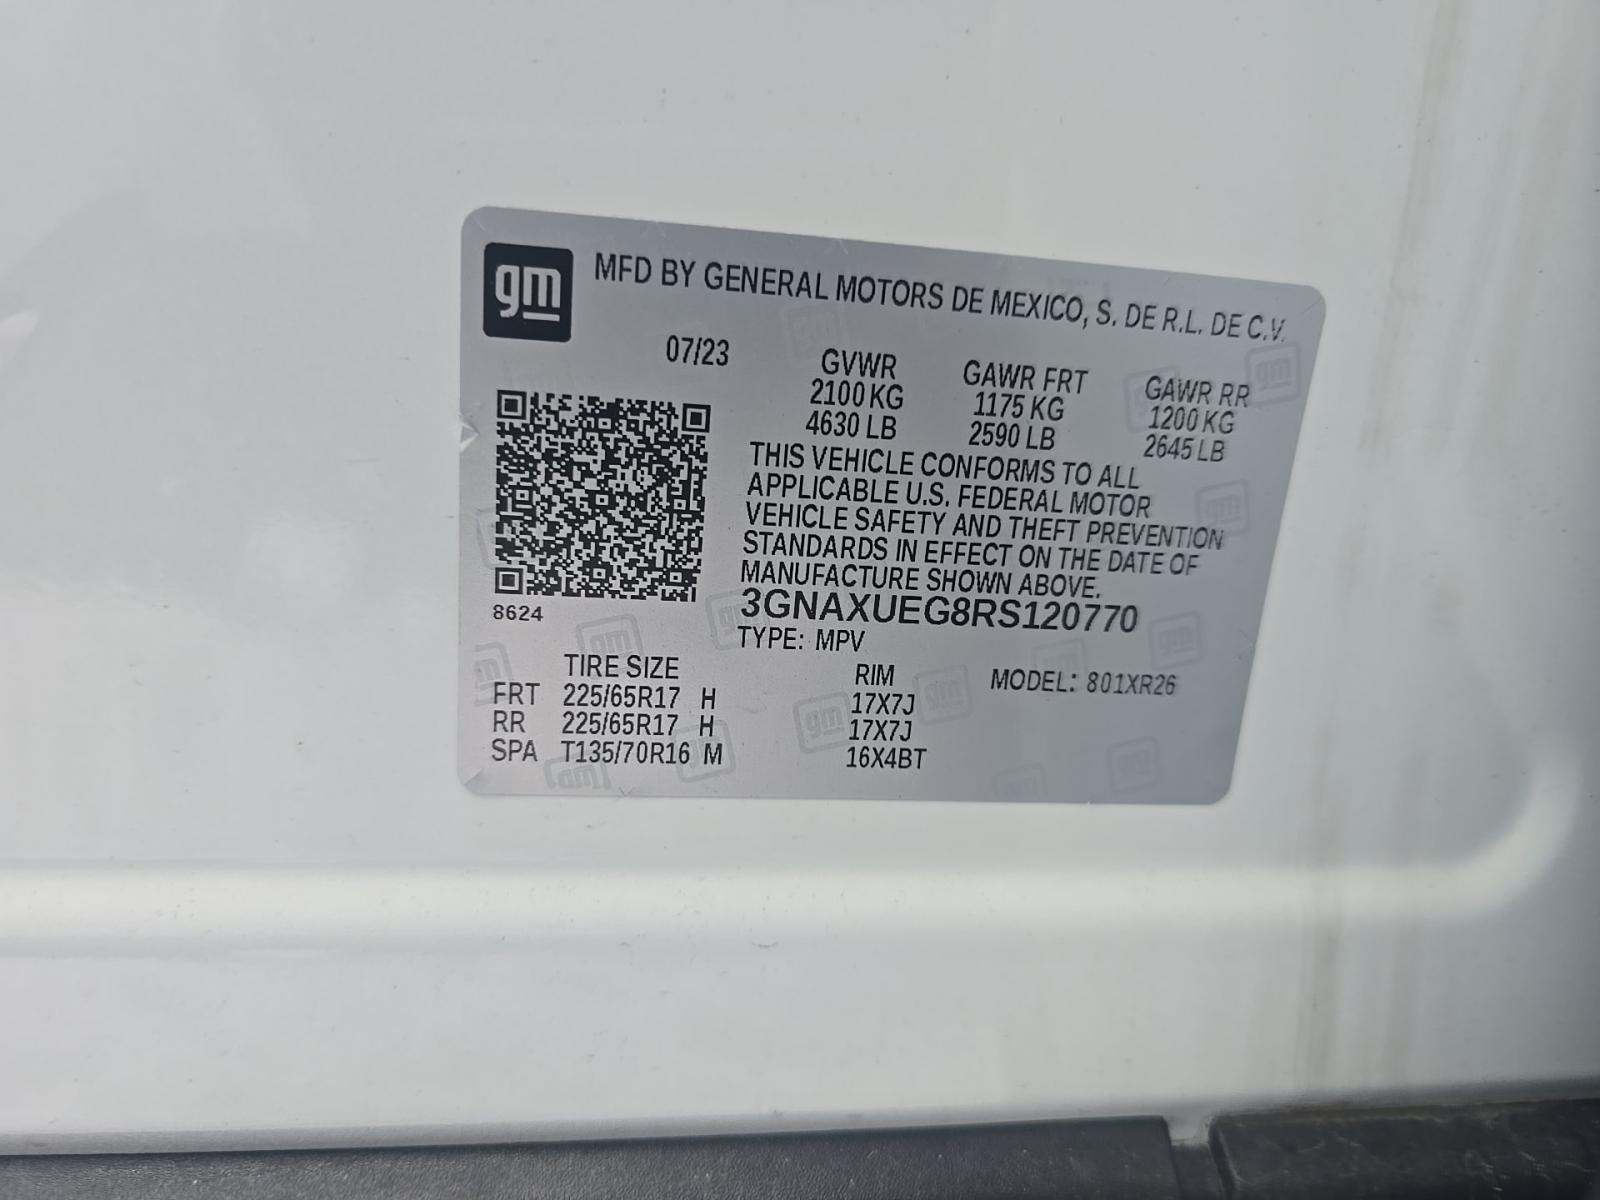 gm MFD BY GENERAL MOTORS DE MEXICO, S. DE R.L. DE C.V.
07/23 GVWR GAWR FRT GAWR RR
2100 KG 1175 KG 1200 KG
4630 LB 2590 LB 2645 LB
THIS VEHICLE CONFORMS TO ALL
APPLICABLE U.S. FEDERAL MOTOR
VEHICLE SAFETY AND THEFT PREVENTION
STANDARDS IN EFFECT ON THE DATE OF
MANUFACTURE SHOWN ABOVE.
8624 3GNAXUEG8RS120770
TYPE: MPV
TIRE SIZE RIM MODEL: 801XR26
FRT 225/65R17 H 17X7J
RR 225/65R17 H 17X7J
SPA T135/70R16 M 16X4BT